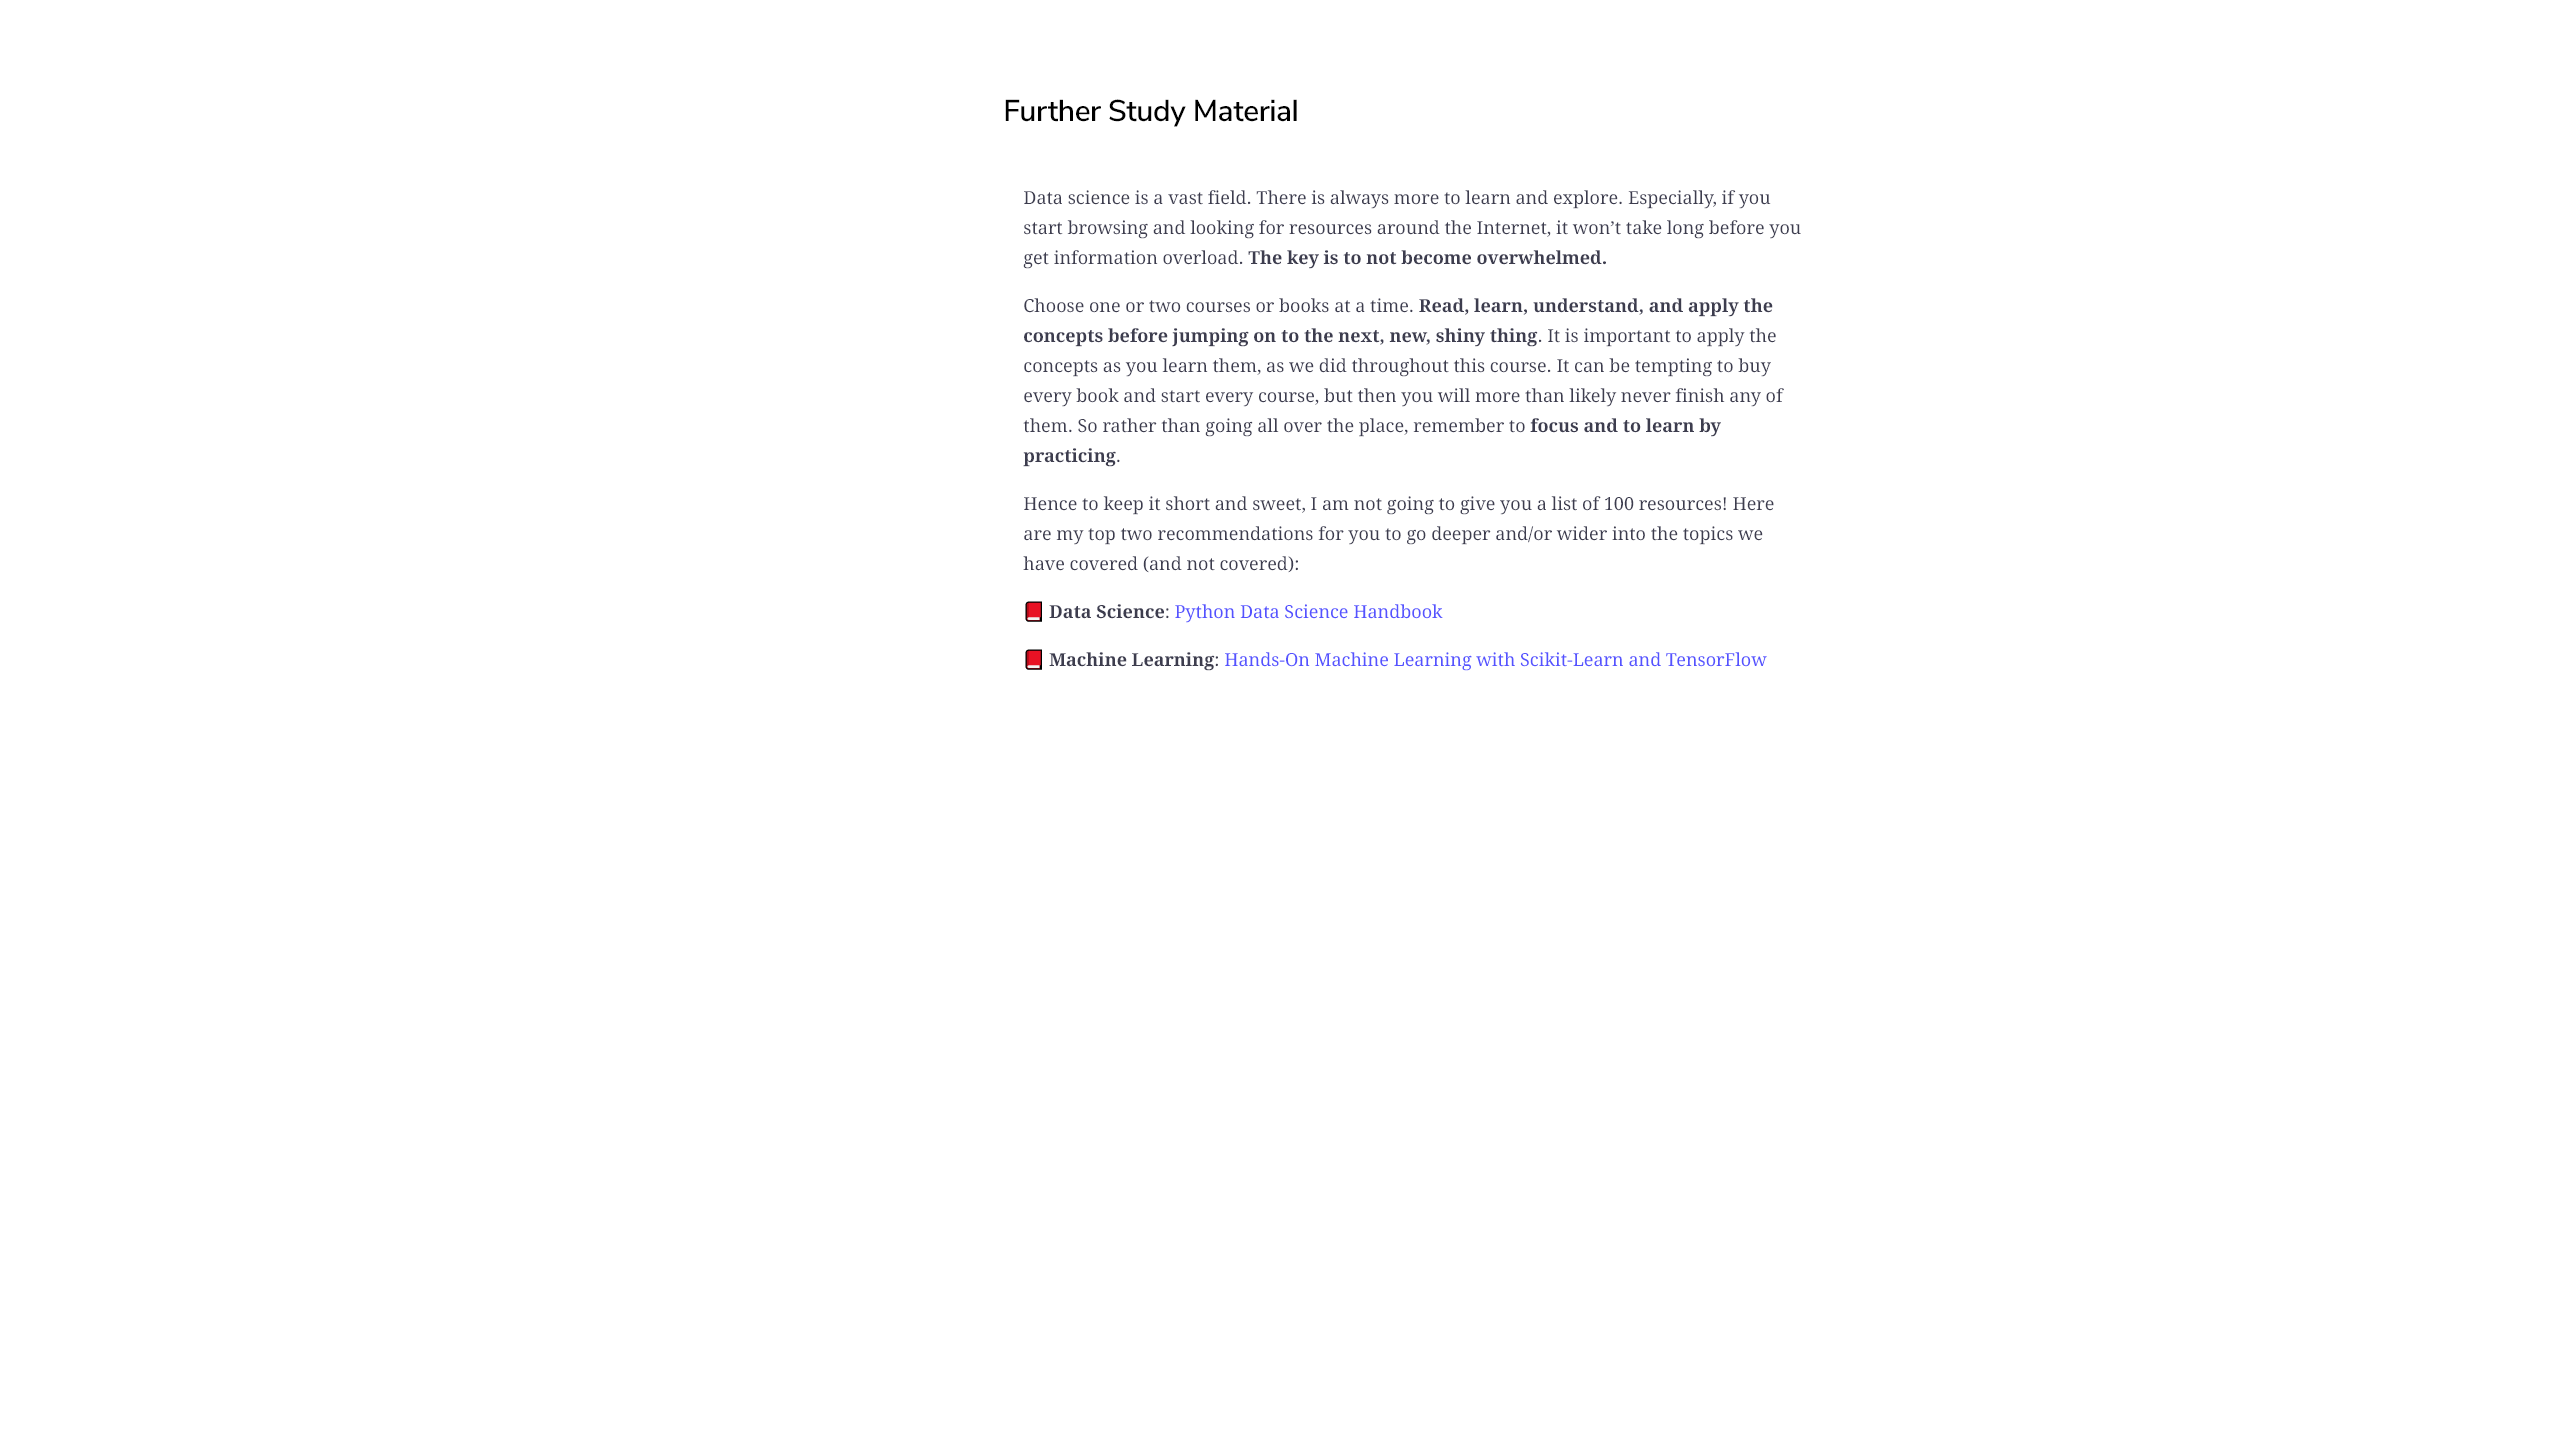 Further Study Material
Data science is a vast field. There is always more to learn and explore. Especially, if you
start browsing and looking for resources around the Internet, it won’t take long before you
get information overload. The key is to not become overwhelmed.
Choose one or two courses or books at a time. Read, learn, understand, and apply the
concepts before jumping on to the next, new, shiny thing. It is important to apply the
concepts as you learn them, as we did throughout this course. It can be tempting to buy
every book and start every course, but then you will more than likely never finish any of
them. So rather than going all over the place, remember to focus and to learn by
practicing.
Hence to keep it short and sweet, I am not going to give you a list of 100 resources! Here
are my top two recommendations for you to go deeper and/or wider into the topics we
have covered (and not covered):
Data Science: Python Data Science Handbook
Machine Learning: Hands-On Machine Learning with Scikit-Learn and TensorFlow